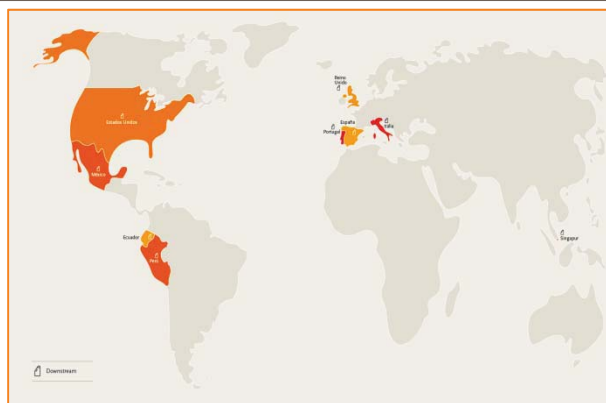 Reino
Unido
Estados Unidos
España
Portugal
Italia
México
Ecuador
Perú
Singapur
Downstream